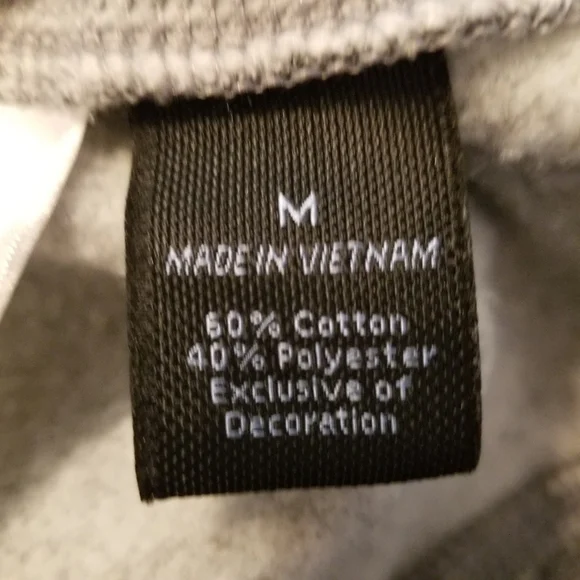 M
MADE IN VIETNAM
60% Cotton
40% Polyester
Exclusive of
Decoration